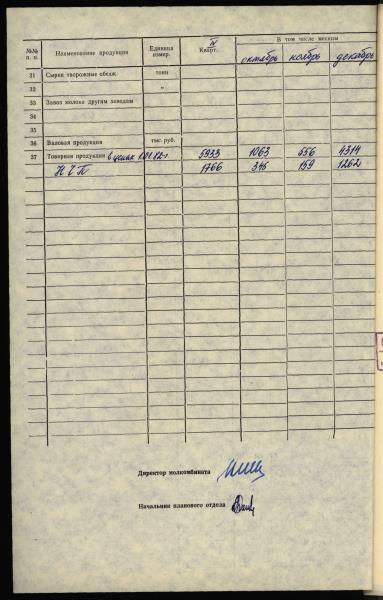 №№ п. п. Наименование продукции Единица измер. IV Кварт. В том числе месяцы
октябрь ноябрь декабрь
31 Сырки творожные обезж. тонн
32 "
33 Завоз молока другим заводам
34
35
36 Валовая продукция тыс. руб.
37 Товарная продукция в ценах 1.01.82 г. 5933 1063 556 4314
НЧП 1766 345 159 1262
Директор молкомбината
Начальник планового отдела